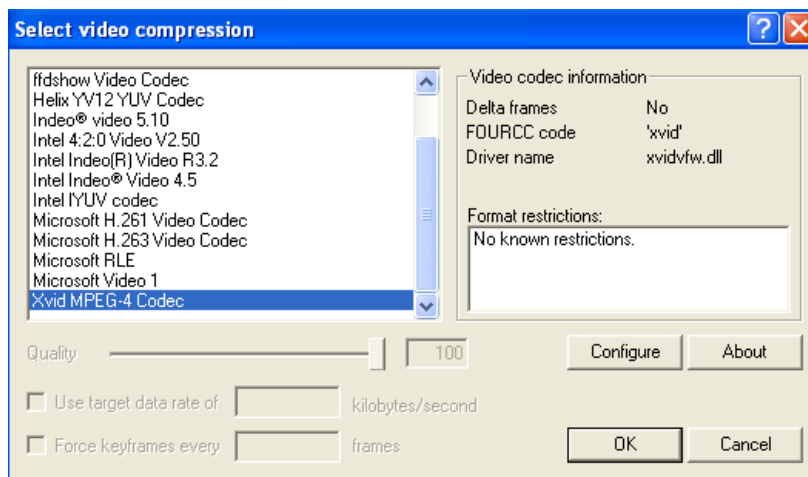 Select video compression
ffdshow Video Codec
Helix YV12 YUV Codec
Indeo® video 5.10
Intel 4:2:0 Video V2.50
Intel Indeo(R) Video R3.2
Intel Indeo® Video 4.5
Intel IYUV codec
Microsoft H.261 Video Codec
Microsoft H.263 Video Codec
Microsoft RLE
Microsoft Video 1
Xvid MPEG-4 Codec
Video codec information
Delta frames No
FOURCC code 'xvid'
Driver name xvidvfw.dll
Format restrictions:
No known restrictions.
Quality 100
Configure About
Use target data rate of kilobytes/second
Force keyframes every frames
OK Cancel